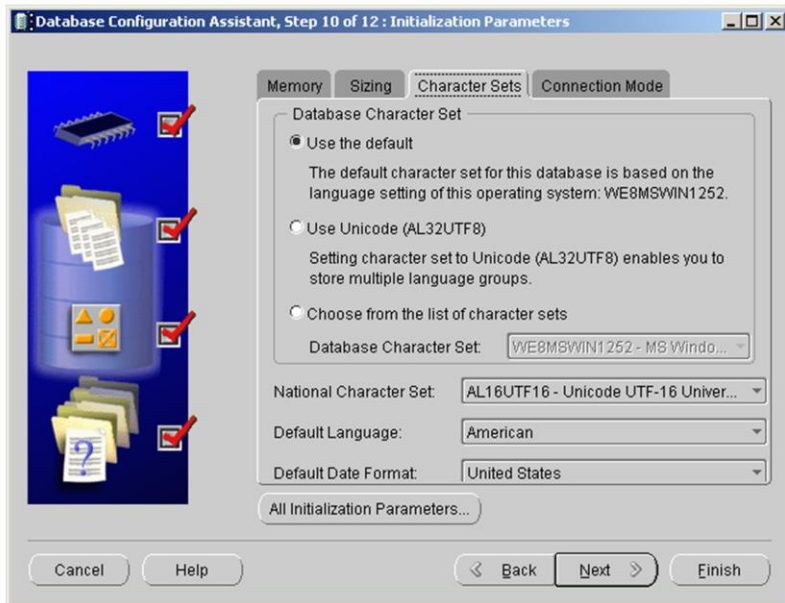 Database Configuration Assistant, Step 10 of 12 : Initialization Parameters
Memory Sizing Character Sets Connection Mode
Database Character Set
Use the default
The default character set for this database is based on the
language setting of this operating system: WE8MSWIN1252.
Use Unicode (AL32UTF8)
Setting character set to Unicode (AL32UTF8) enables you to
store multiple language groups.
Choose from the list of character sets
Database Character Set: WE8MSWIN1252 - MS Windo...
National Character Set: AL16UTF16 - Unicode UTF-16 Univer...
Default Language: American
Default Date Format: United States
?
All Initialization Parameters...
Cancel Help Back Next Finish